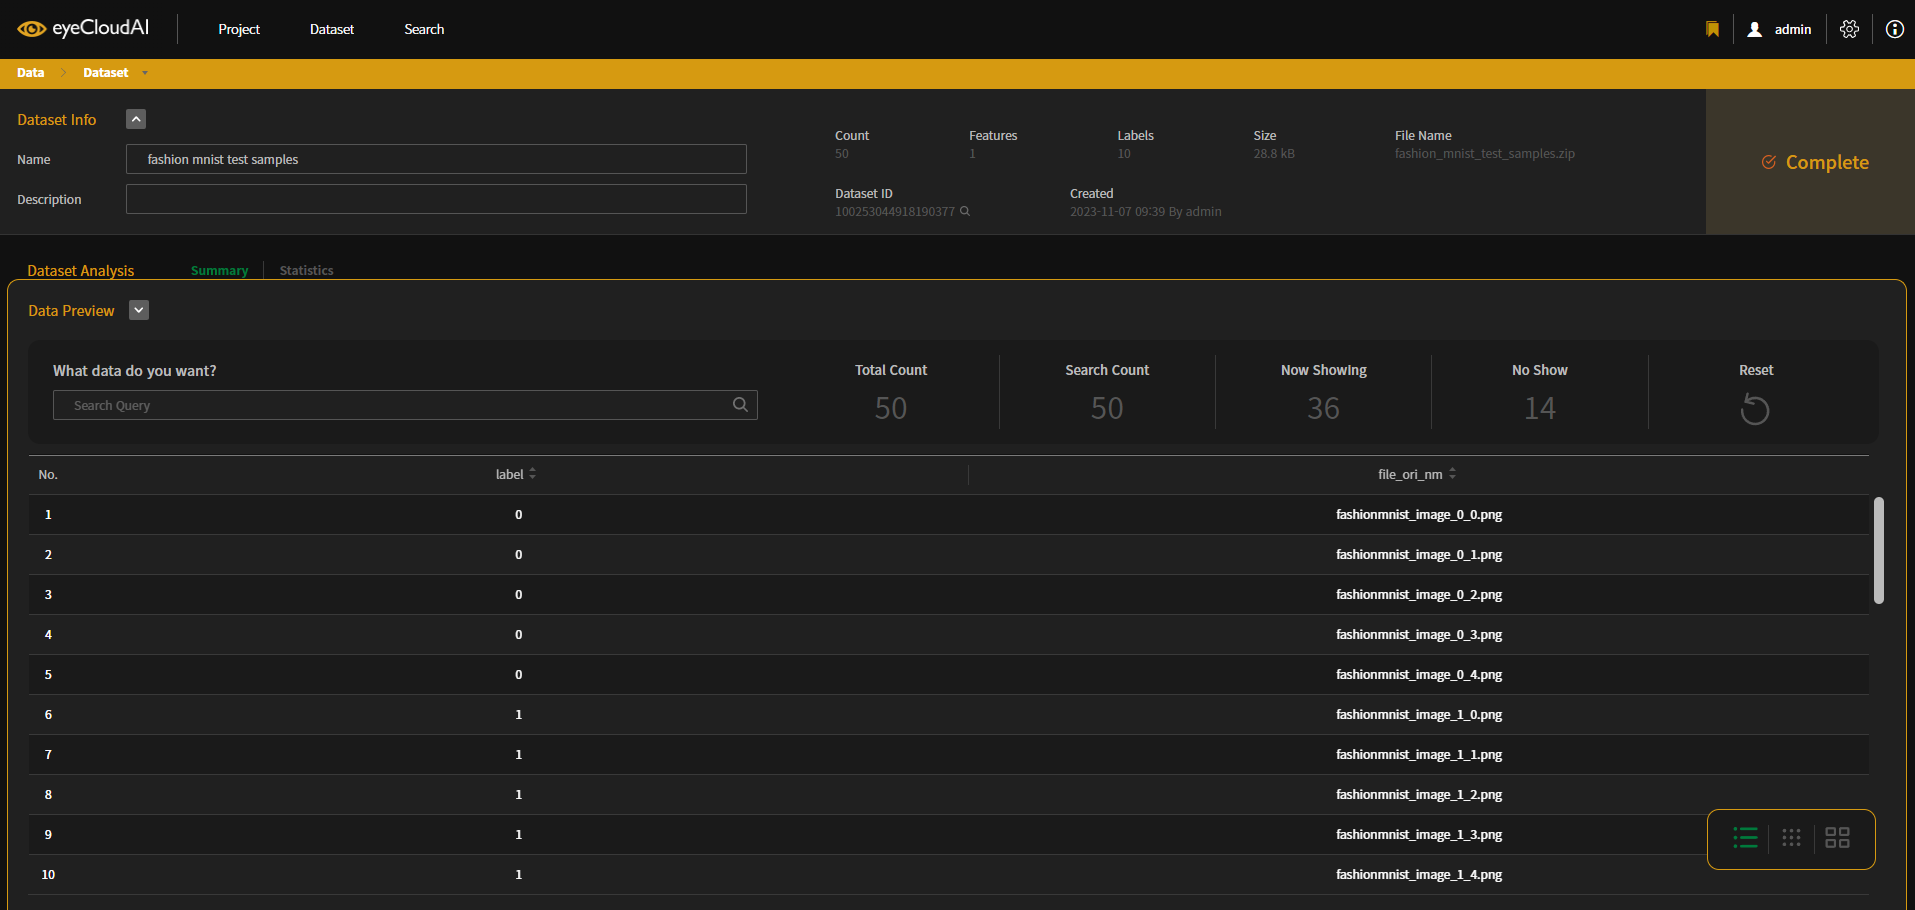 eyeCloudAI
Project Dataset Search
admin
Data Dataset
Dataset Info
Name fashion mnist test samples
Description
Count Features Labels Size File Name
50 1 10 28.8 kB fashion_mnist_test_samples.zip
Dataset ID Created
100253044918190377 2023-11-07 09:39 By admin
Complete
Dataset Analysis Summary Statistics
Data Preview
What data do you want?
Search Query
Total Count Search Count Now Showing No Show Reset
50 50 36 14
No. label file_ori_nm
1 0 fashionmnist_image_0_0.png
2 0 fashionmnist_image_0_1.png
3 0 fashionmnist_image_0_2.png
4 0 fashionmnist_image_0_3.png
5 0 fashionmnist_image_0_4.png
6 1 fashionmnist_image_1_0.png
7 1 fashionmnist_image_1_1.png
8 1 fashionmnist_image_1_2.png
9 1 fashionmnist_image_1_3.png
10 1 fashionmnist_image_1_4.png